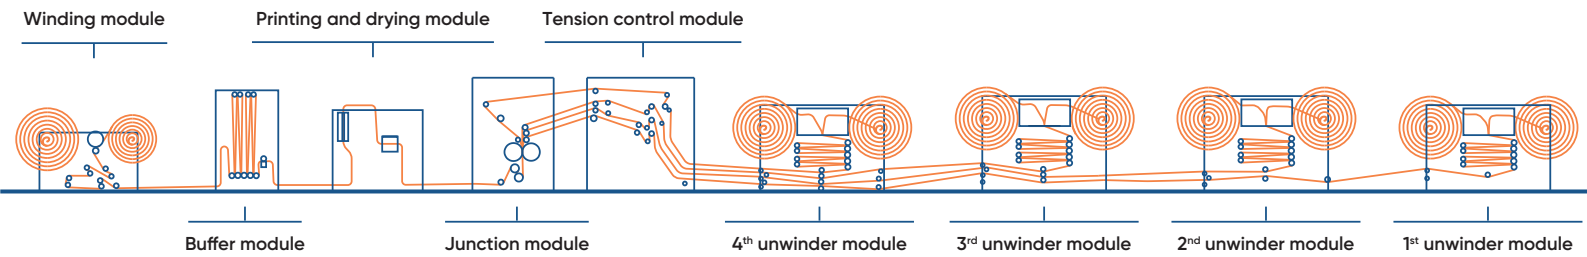 Winding module
Printing and drying module
Tension control module
Buffer module
Junction module
4th unwinder module
3rd unwinder module
2nd unwinder module
1st unwinder module